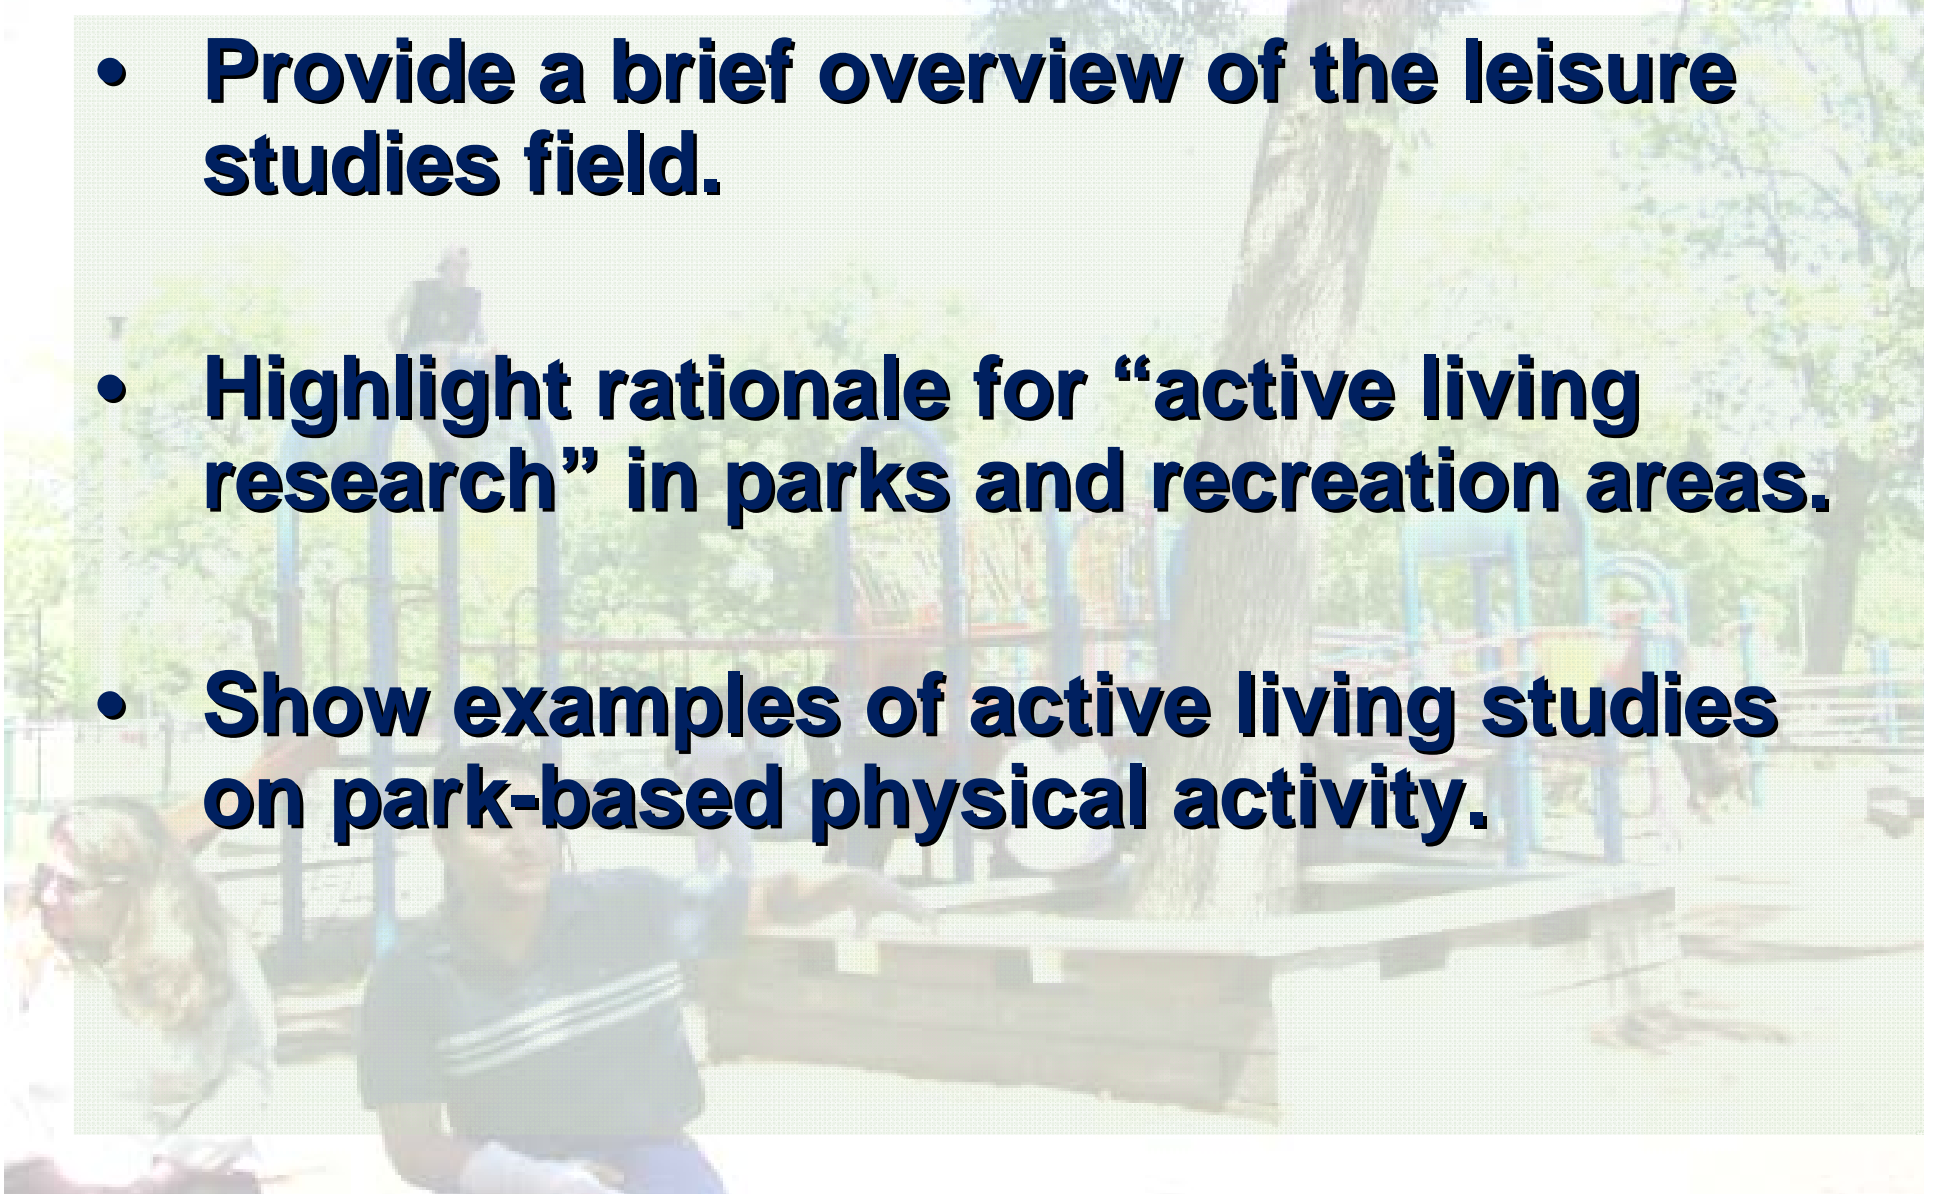 • Provide a brief overview of the leisure
studies field.
• Highlight rationale for “active living
research” in parks and recreation areas.
• Show examples of active living studies
on park-based physical activity.